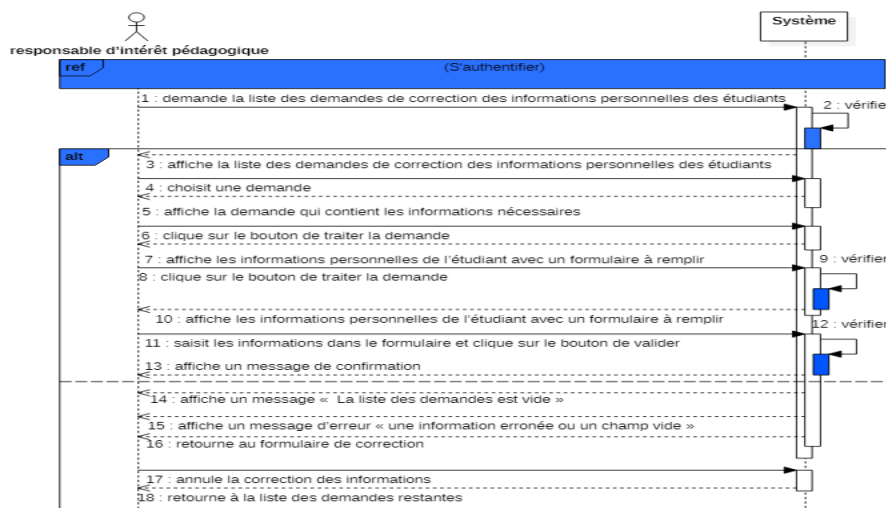 Système
responsable d'intérêt pédagogique
ref
(S'authentifier)
1 : demande la liste des demandes de correction des informations personnelles des étudiants
2 : vérifie
alt
3 : affiche la liste des demandes de correction des informations personnelles des étudiants
4 : choisit une demande
5 : affiche la demande qui contient les informations nécessaires
6 : clique sur le bouton de traiter la demande
7 : affiche les informations personnelles de l'étudiant avec un formulaire à remplir
9 : vérifier
8 : clique sur le bouton de traiter la demande
10 : affiche les informations personnelles de l'étudiant avec un formulaire à remplir
12 : vérifier
11 : saisit les informations dans le formulaire et clique sur le bouton de valider
13 : affiche un message de confirmation
14 : affiche un message « La liste des demandes est vide »
15 : affiche un message d'erreur « une information erronée ou un champ vide »
16 : retourne au formulaire de correction
17 : annule la correction des informations
18 : retourne à la liste des demandes restantes